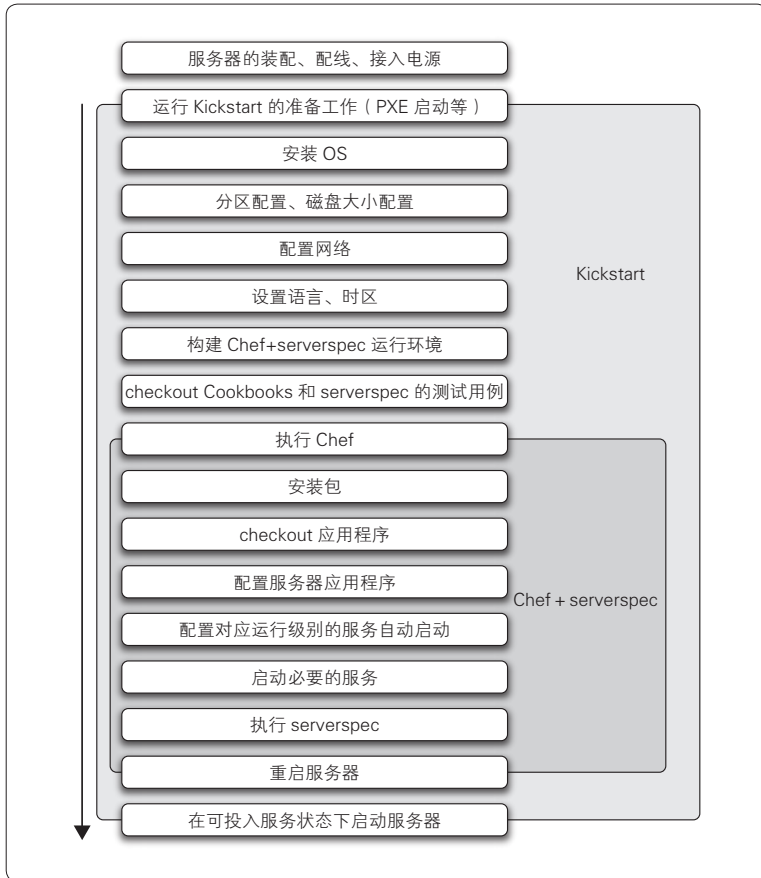 服务器的装配、配线、接入电源
运行 Kickstart 的准备工作（PXE 启动等）
安装 OS
分区配置、磁盘大小配置
配置网络
Kickstart
设置语言、时区
构建 Chef+serverspec 运行环境
checkout Cookbooks 和 serverspec 的测试用例
执行 Chef
安装包
checkout 应用程序
配置服务器应用程序
Chef + serverspec
配置对应运行级别的服务自动启动
启动必要的服务
执行 serverspec
重启服务器
在可投入服务状态下启动服务器